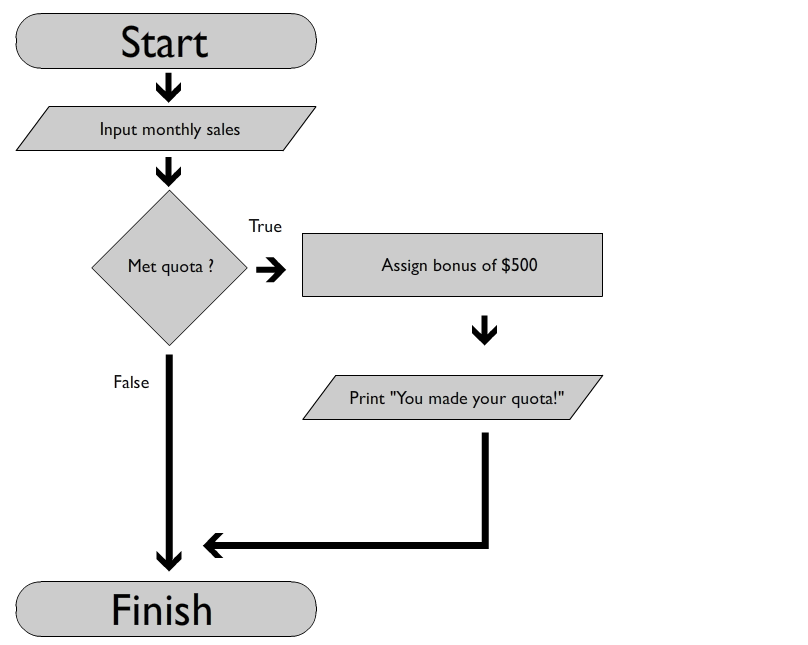 Start
Input monthly sales
True
Met quota ?
Assign bonus of $500
False
Print "You made your quota!"
Finish